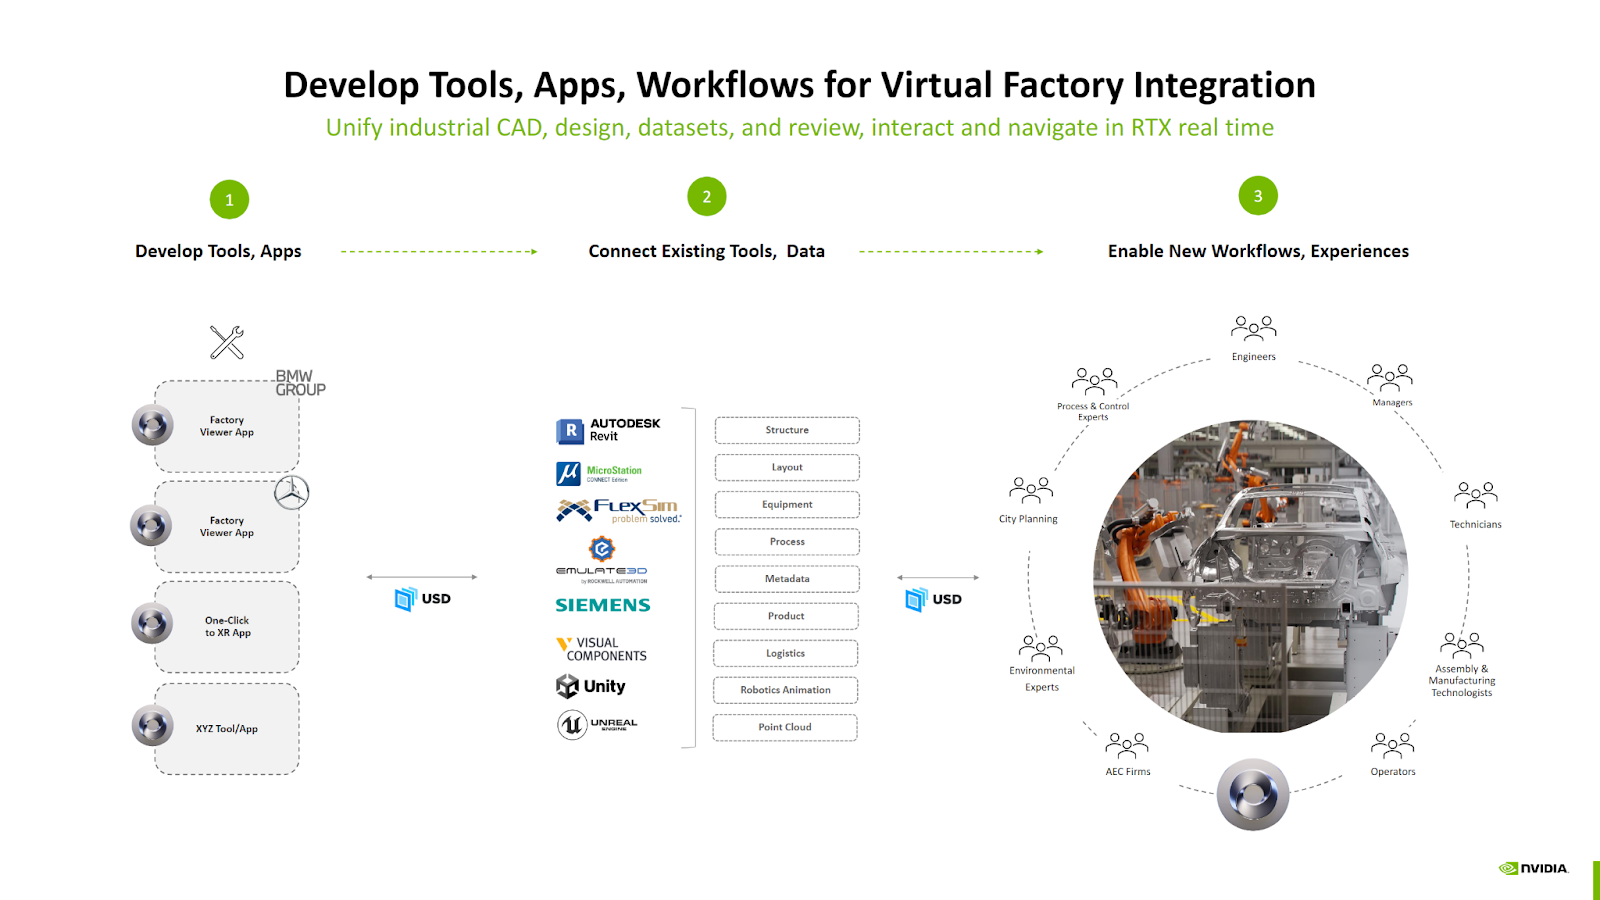 Develop Tools, Apps, Workflows for Virtual Factory Integration
Unify industrial CAD, design, datasets, and review, interact and navigate in RTX real time
1
Develop Tools, Apps
2
Connect Existing Tools, Data
3
Enable New Workflows, Experiences
BMW
GROUP
Factory
Viewer App
Factory
Viewer App
One-Click
to XR App
XYZ Tool/App
USD
R
AUTODESK
Revit
MicroStation
CONNECT Edition
FLEXSIM
problem solved.
EMULATE3D
by ROCKWELL AUTOMATION
SIEMENS
VISUAL
COMPONENTS
Unity
UNREAL
ENGINE
Structure
Layout
Equipment
Process
Metadata
Product
Logistics
Robotics Animation
Point Cloud
USD
Engineers
Managers
Process & Control
Experts
City Planning
Technicians
Environmental
Experts
Assembly &
Manufacturing
Technologists
AEC Firms
Operators
NVIDIA.